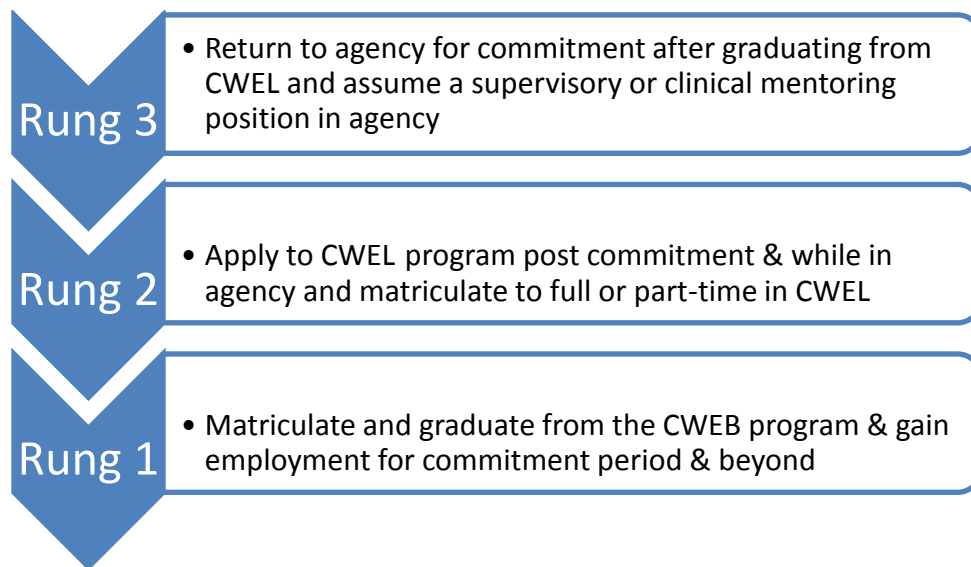 Rung 3
• Return to agency for commitment after graduating from
CWEL and assume a supervisory or clinical mentoring
position in agency
Rung 2
• Apply to CWEL program post commitment & while in
agency and matriculate to full or part-time in CWEL
Rung 1
• Matriculate and graduate from the CWEB program & gain
employment for commitment period & beyond